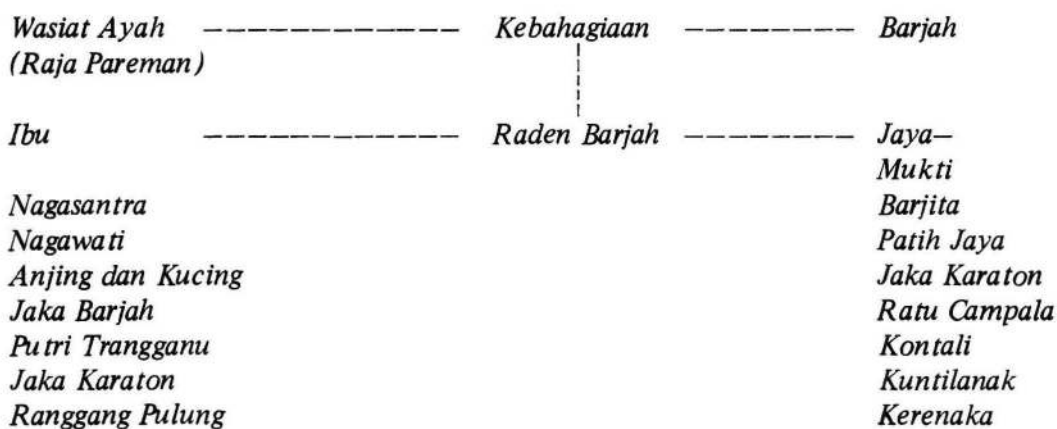 Wasiat Ayah ------------ Kebahagiaan -------- Barjah
(Raja Pareman)
Ibu ------------ Raden Barjah -------- Jaya—
Mukti
Nagasantra Barjita
Nagawati Patih Jaya
Anjing dan Kucing Jaka Karaton
Jaka Barjah Ratu Campala
Putri Trangganu Kontali
Jaka Karaton Kuntilanak
Ranggang Pulung Kerenaka